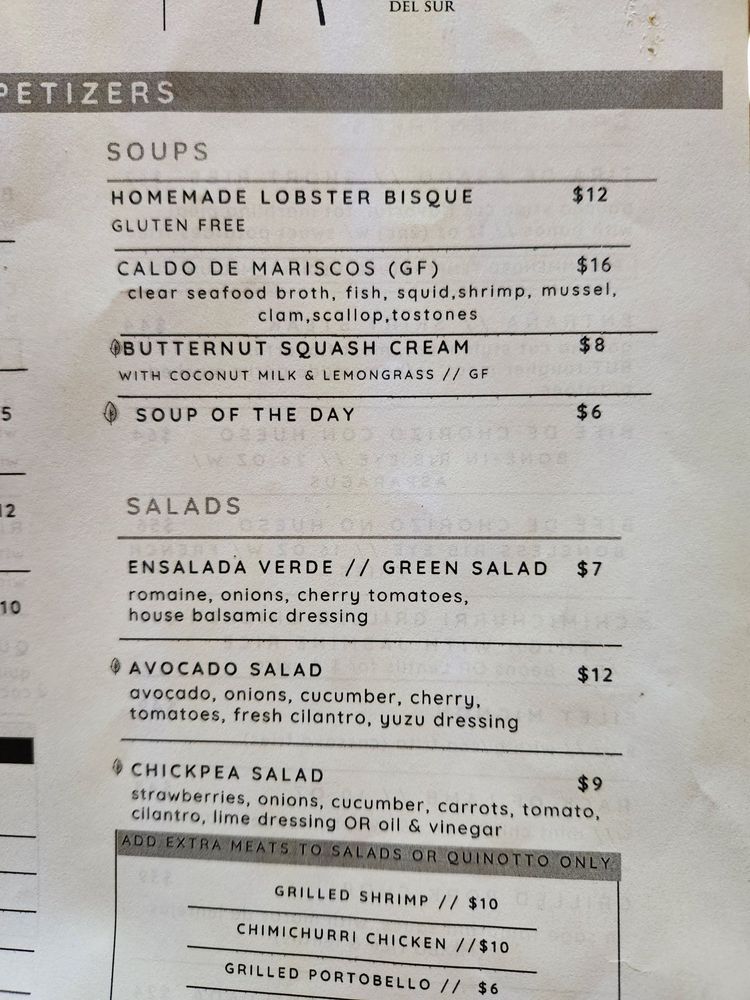 DEL SUR
PETIZERS
SOUPS
HOMEMADE LOBSTER BISQUE $12
GLUTEN FREE
CALDO DE MARISCOS (GF) $16
clear seafood broth, fish, squid,shrimp, mussel,
clam,scallop,tostones
BUTTERNUT SQUASH CREAM $8
WITH COCONUT MILK & LEMONGRASS // GF
5
SOUP OF THE DAY $6
SALADS
12
ENSALADA VERDE // GREEN SALAD $7
romaine, onions, cherry tomatoes,
10
house balsamic dressing
AVOCADO SALAD $12
avocado, onions, cucumber, cherry,
tomatoes, fresh cilantro, yuzu dressing
CHICKPEA SALAD $9
strawberries, onions, cucumber, carrots, tomato,
cilantro, lime dressing OR oil & vinegar
ADD EXTRA MEATS TO SALADS OR QUINOTTO ONLY.
GRILLED SHRIMP // $10
CHIMICHURRI CHICKEN //$10
GRILLED PORTOBELLO // $6